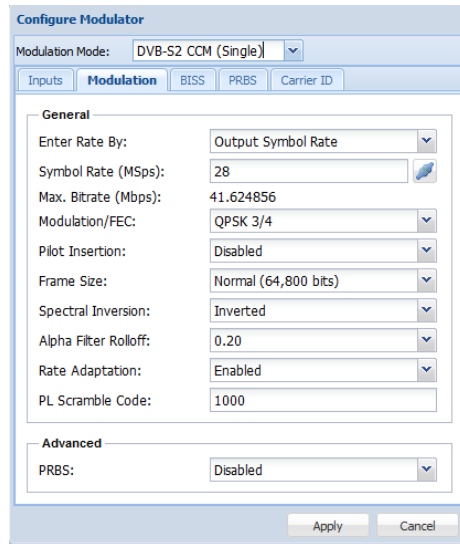 Configure Modulator
Modulation Mode: DVB-S2 CCM (Single)
Inputs Modulation BISS PRBS Carrier ID
General
Enter Rate By: Output Symbol Rate
Symbol Rate (MSps): 28
Max. Bitrate (Mbps): 41.624856
Modulation/FEC: QPSK 3/4
Pilot Insertion: Disabled
Frame Size: Normal (64,800 bits)
Spectral Inversion: Inverted
Alpha Filter Rolloff: 0.20
Rate Adaptation: Enabled
PL Scramble Code: 1000
Advanced
PRBS: Disabled
Apply Cancel